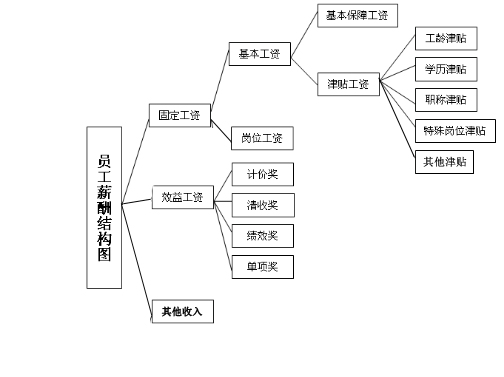 员工薪酬结构图
固定工资
基本工资
基本保障工资
津贴工资
工龄津贴
学历津贴
职称津贴
特殊岗位津贴
其他津贴
岗位工资
效益工资
计价奖
清收奖
绩效奖
单项奖
其他收入